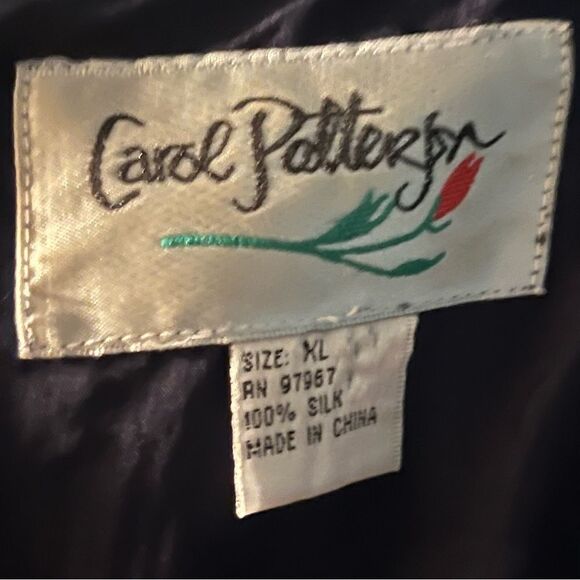 Carol Patterson
SIZE: XL
RN 97967
100% SILK
MADE IN CHINA